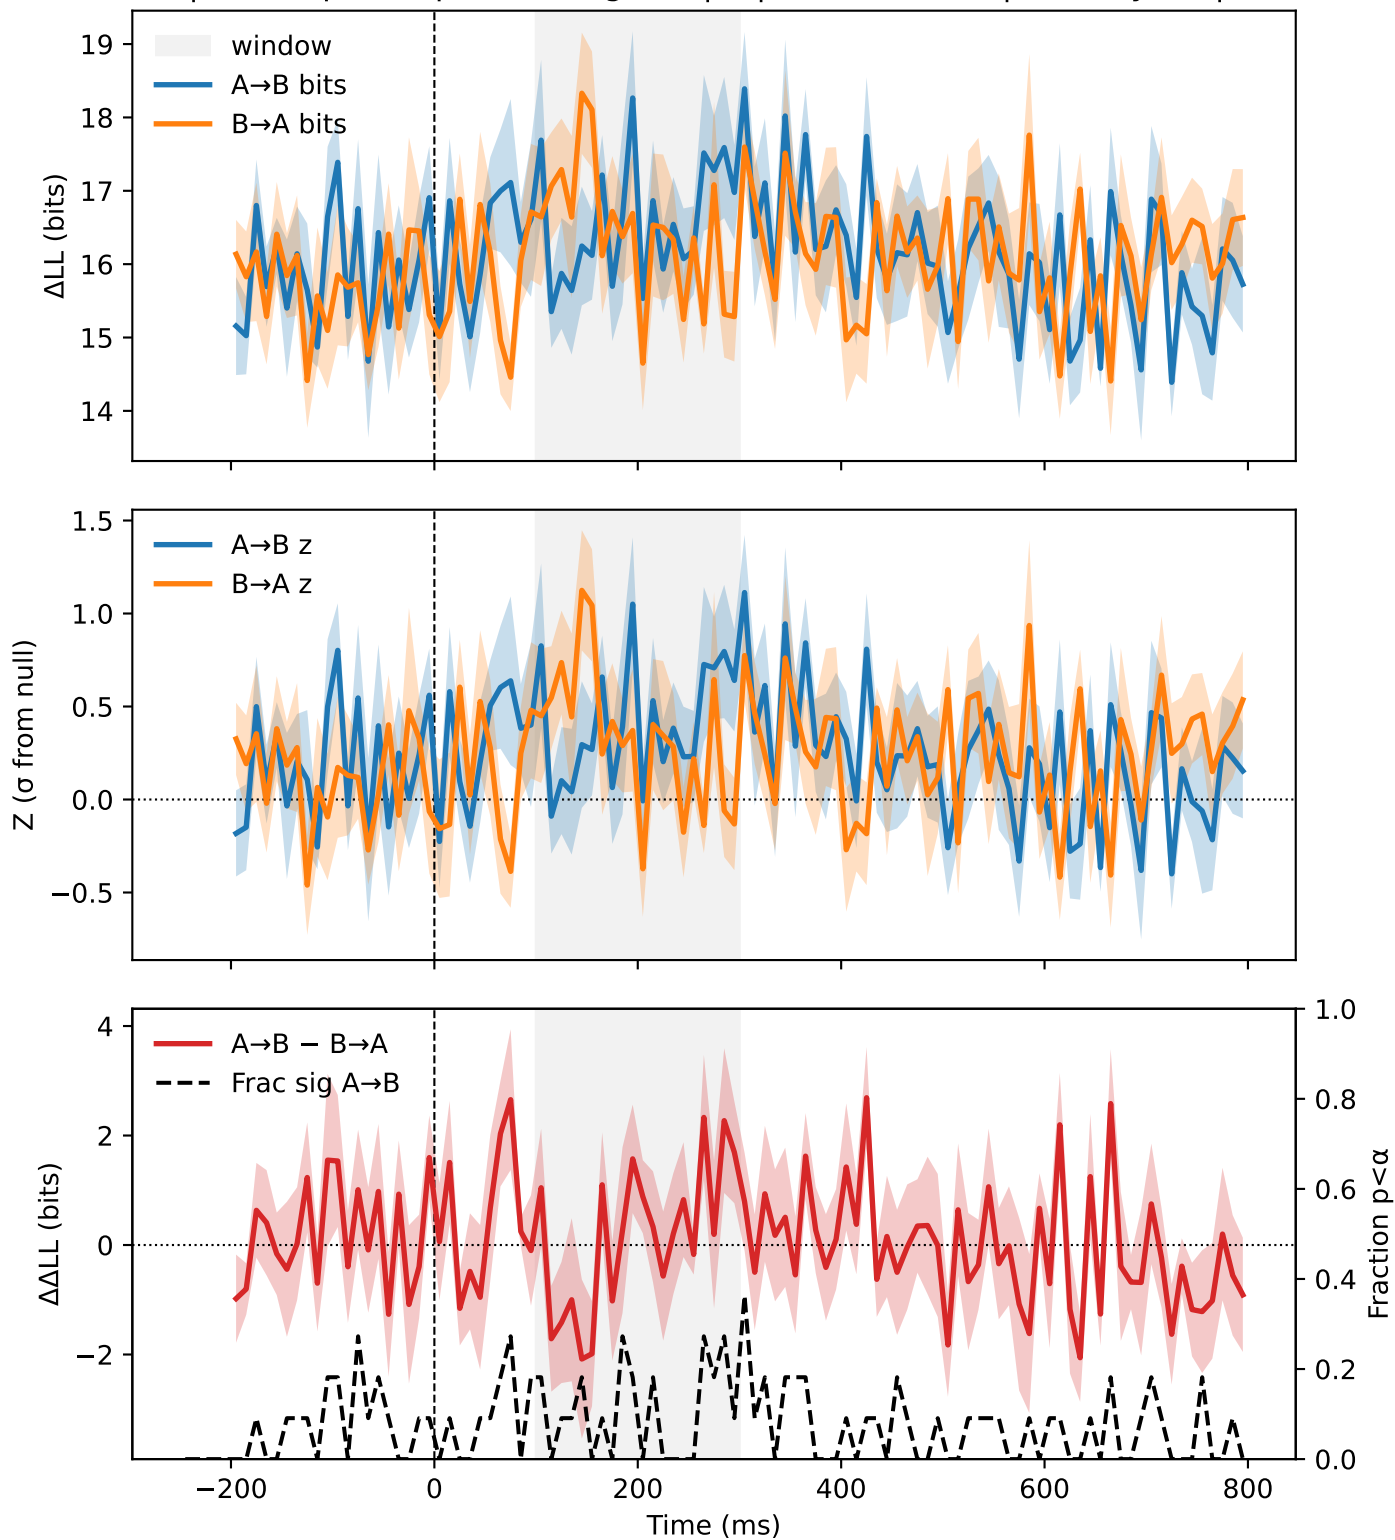 window
A→B bits
B→A bits
ΔLL (bits)
19
18
17
16
15
14
A→B z
B→A z
Z (σ from null)
1.5
1.0
0.5
0.0
−0.5
A→B − B→A
Frac sig A→B
ΔΔLL (bits)
4
2
0
−2
1.0
0.8
0.6
0.4
0.2
0.0
Fraction p<α
−200
0
200
400
600
800
Time (ms)